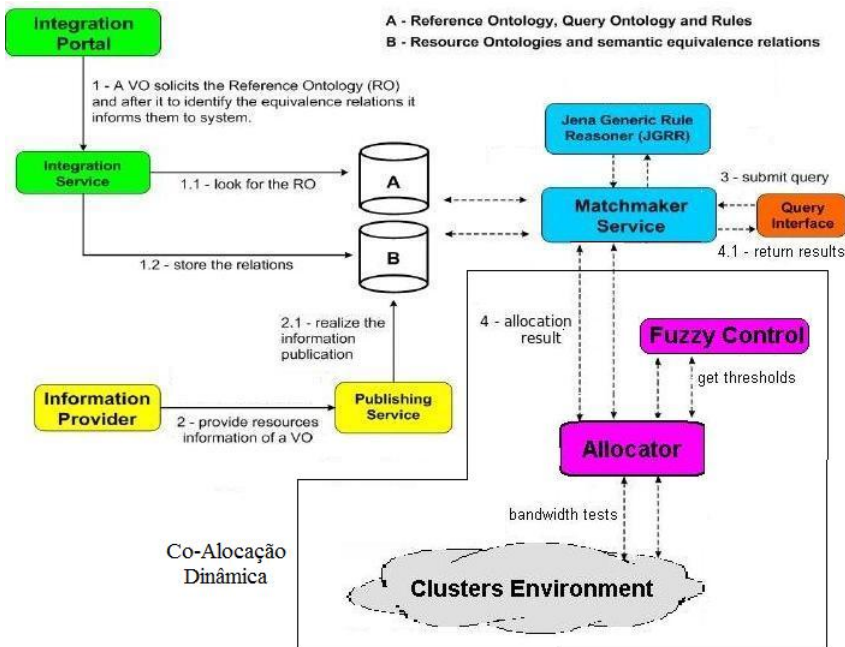 Integration
Portal
A - Reference Ontology, Query Ontology and Rules
B - Resource Ontologies and semantic equivalence relations
1 - A VO solicits the Reference Ontology (RO)
and after it to identify the equivalence relations it
informs them to system.
Jena Generic Rule
Reasoner (JGRR)
Integration
Service
1.1 - look for the RO
A
3 - submit query
Matchmaker
Service
Query
Interface
B
1.2 - store the relations
4.1 - return results
2.1 - realize the
information
publication
4 - allocation
result
Fuzzy Control
get thresholds
Information
Provider
Publishing
Service
2 - provide resources
information of a VO
Allocator
bandwidth tests
Co-Alocação
Dinâmica
Clusters Environment